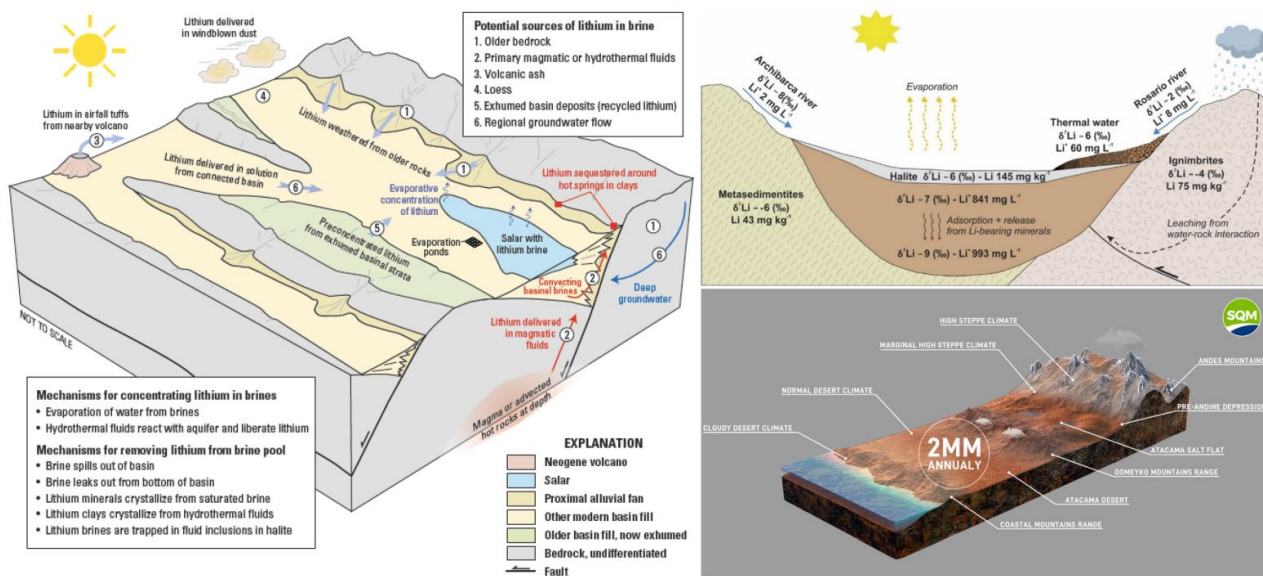 Lithium delivered
in windblown dust
Lithium in airfall tuffs
from nearby volcano
3
4
1
Lithium weathered from older rocks
1
Lithium delivered in solution
from connected basin
6
Evaporative
concentration
of lithium
5
Preconcentrated lithium
from exhumed basinal strata
Evaporation
ponds
Salar with
lithium brine
Lithium sequestered around
hot springs in clays
1
6
2
Convecting
basinal brines
Deep
groundwater
Lithium delivered
in magmatic
fluids
2
Magma or advected
hot rocks at depth
NOT TO SCALE
Potential sources of lithium in brine
1. Older bedrock
2. Primary magmatic or hydrothermal fluids
3. Volcanic ash
4. Loess
5. Exhumed basin deposits (recycled lithium)
6. Regional groundwater flow
Mechanisms for concentrating lithium in brines
• Evaporation of water from brines
• Hydrothermal fluids react with aquifer and liberate lithium
Mechanisms for removing lithium from brine pool
• Brine spills out of basin
• Brine leaks out from bottom of basin
• Lithium minerals crystallize from saturated brine
• Lithium clays crystallize from hydrothermal fluids
• Lithium brines are trapped in fluid inclusions in halite
EXPLANATION
Neogene volcano
Salar
Proximal alluvial fan
Other modern basin fill
Older basin fill, now exhumed
Bedrock, undifferentiated
Fault
Archibarca river
δ⁷Li ~ 8(‰)
Li⁺ 2 mg L⁻¹
Evaporation
Rosario river
δ⁷Li ~ 2 (‰)
Li⁺ 8 mg L⁻¹
Thermal water
δ⁷Li ~ 6 (‰)
Li⁺ 60 mg L⁻¹
Halite δ⁷Li ~ 6 (‰) - Li 145 mg kg⁻¹
Metasedimentites
δ⁷Li ~ -6 (‰)
Li 43 mg kg⁻¹
δ⁷Li ~ 7 (‰) - Li⁺ 841 mg L⁻¹
Adsorption + release
from Li-bearing minerals
δ⁷Li ~ 9 (‰) - Li⁺ 993 mg L⁻¹
Ignimbrites
δ⁷Li ~ -4 (‰)
Li 75 mg kg⁻¹
Leaching from
water-rock interaction
SQM
HIGH STEPPE CLIMATE
MARGINAL HIGH STEPPE CLIMATE
ANDES MOUNTAINS
NORMAL DESERT CLIMATE
PRE-ANDINE DEPRESSION
CLOUDY DESERT CLIMATE
2MM
ANNUALY
ATACAMA SALT FLAT
DOMEYKO MOUNTAINS RANGE
ATACAMA DESERT
COASTAL MOUNTAINS RANGE